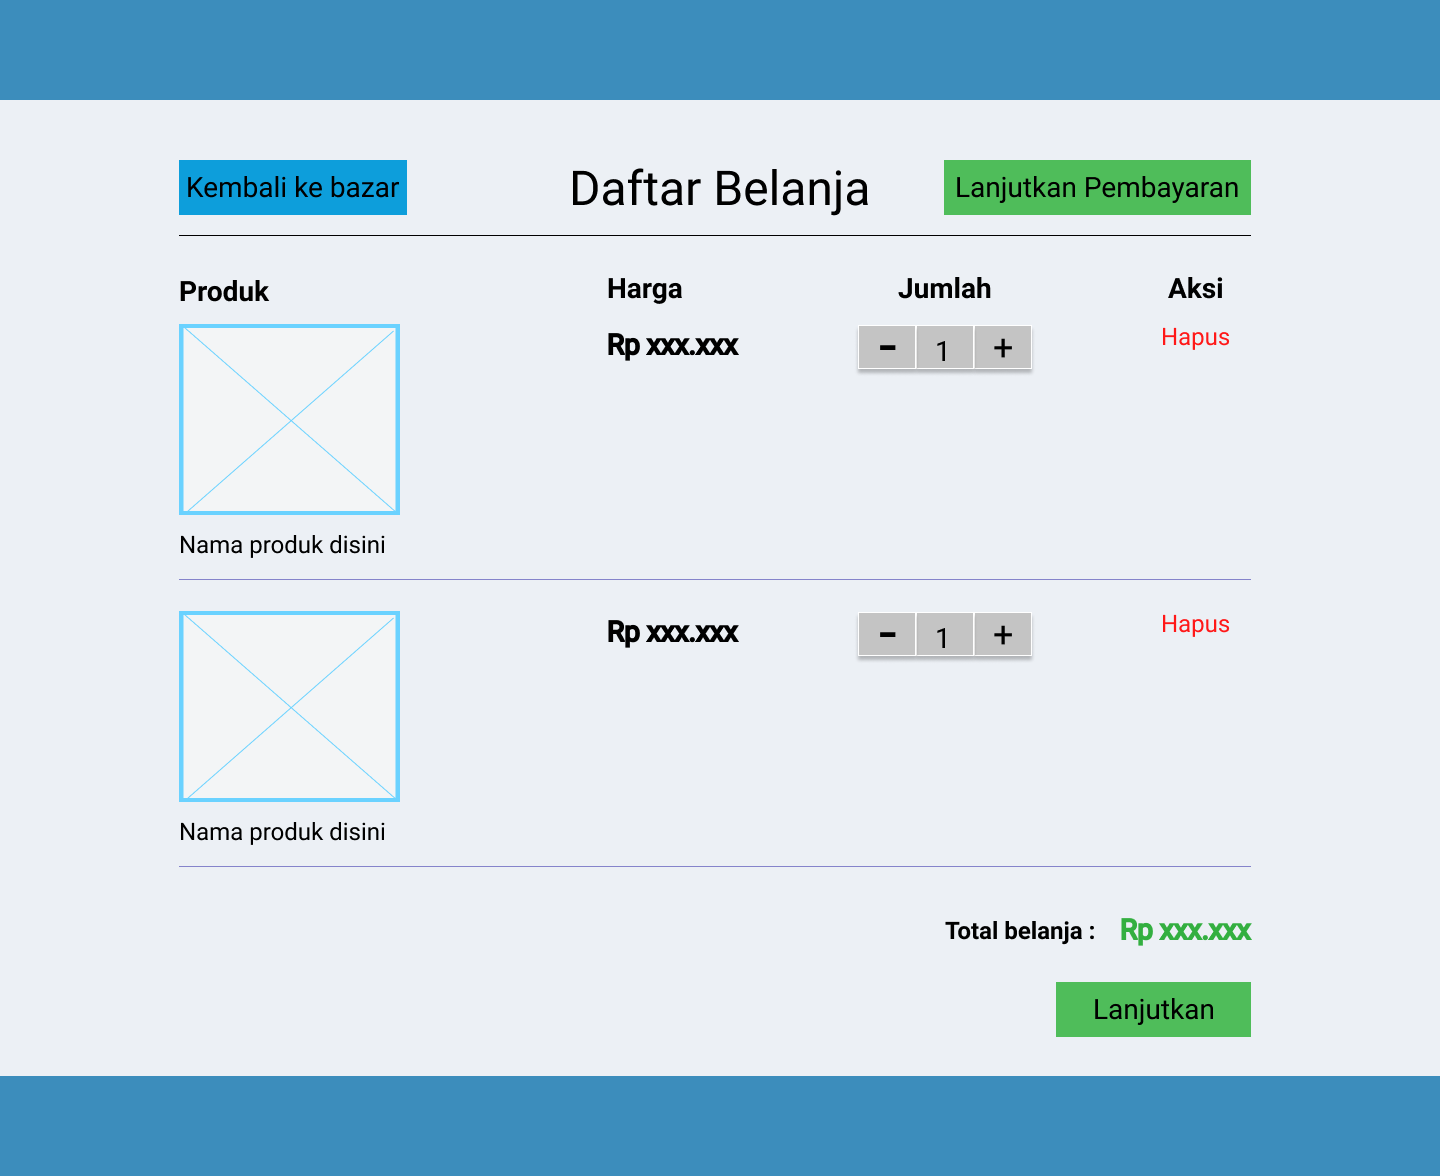 Kembali ke bazar
Daftar Belanja
Lanjutkan Pembayaran
Produk
Harga
Jumlah
Aksi
Rp xxx.xxx
- 1 +
Hapus
Nama produk disini
Rp xxx.xxx
- 1 +
Hapus
Nama produk disini
Total belanja : Rp xxx.xxx
Lanjutkan